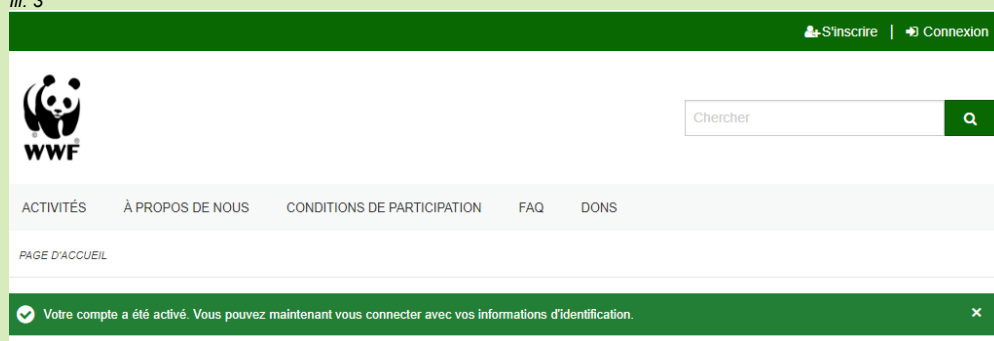 Ill. 3
S'inscrire | Connexion
WWF
Chercher
ACTIVITÉS À PROPOS DE NOUS CONDITIONS DE PARTICIPATION FAQ DONS
PAGE D'ACCUEIL
Votre compte a été activé. Vous pouvez maintenant vous connecter avec vos informations d'identification. ×